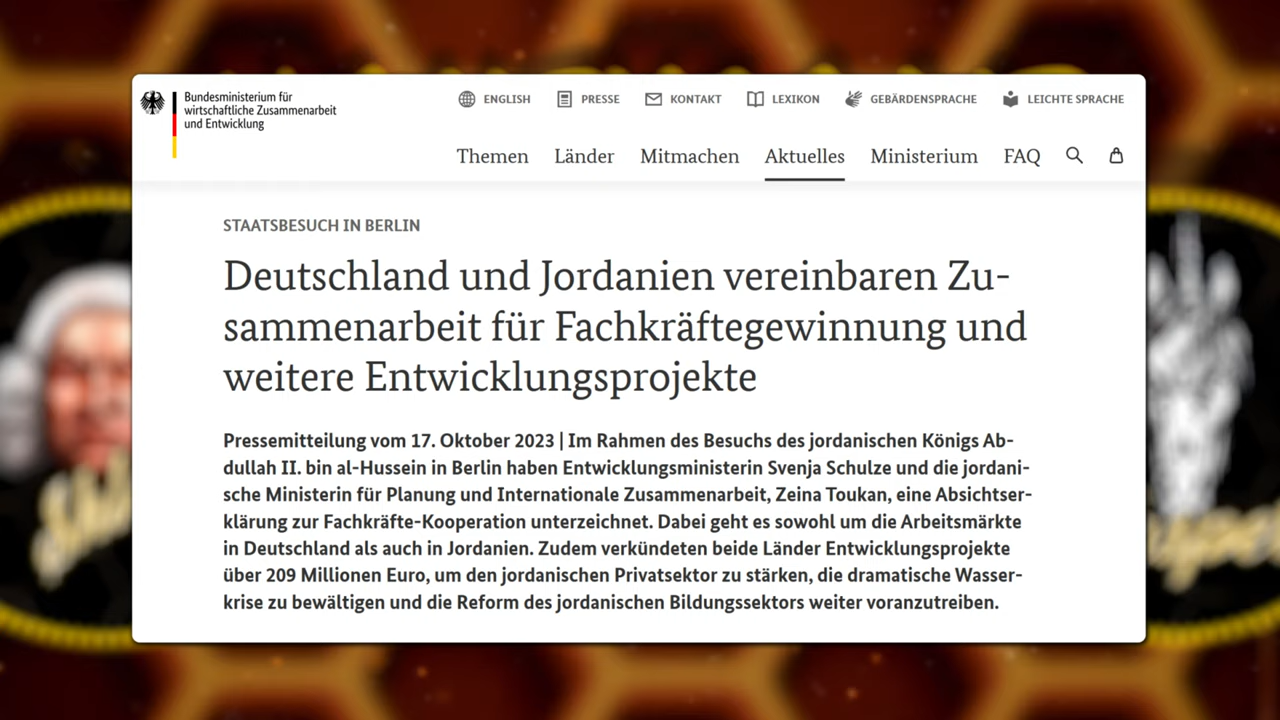 Bundesministerium für
wirtschaftliche Zusammenarbeit
und Entwicklung
ENGLISH PRESSE KONTAKT LEXIKON GEBÄRDENSPRACHE LEICHTE SPRACHE
Themen Länder Mitmachen Aktuelles Ministerium FAQ
STAATSBESUCH IN BERLIN
Deutschland und Jordanien vereinbaren Zu-
sammenarbeit für Fachkräftegewinnung und
weitere Entwicklungsprojekte
Pressemitteilung vom 17. Oktober 2023 | Im Rahmen des Besuchs des jordanischen Königs Ab-
dullah II. bin al-Hussein in Berlin haben Entwicklungsministerin Svenja Schulze und die jordani-
sche Ministerin für Planung und Internationale Zusammenarbeit, Zeina Toukan, eine Absichtser-
klärung zur Fachkräfte-Kooperation unterzeichnet. Dabei geht es sowohl um die Arbeitsmärkte
in Deutschland als auch in Jordanien. Zudem verkündeten beide Länder Entwicklungsprojekte
über 209 Millionen Euro, um den jordanischen Privatsektor zu stärken, die dramatische Wasser-
krise zu bewältigen und die Reform des jordanischen Bildungssektors weiter voranzutreiben.